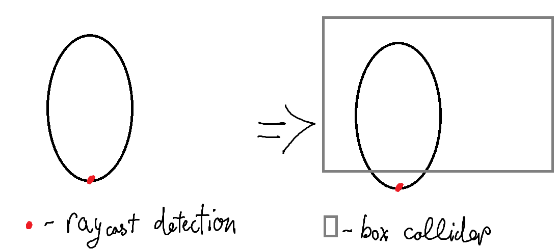 - raycast detection
- box collider